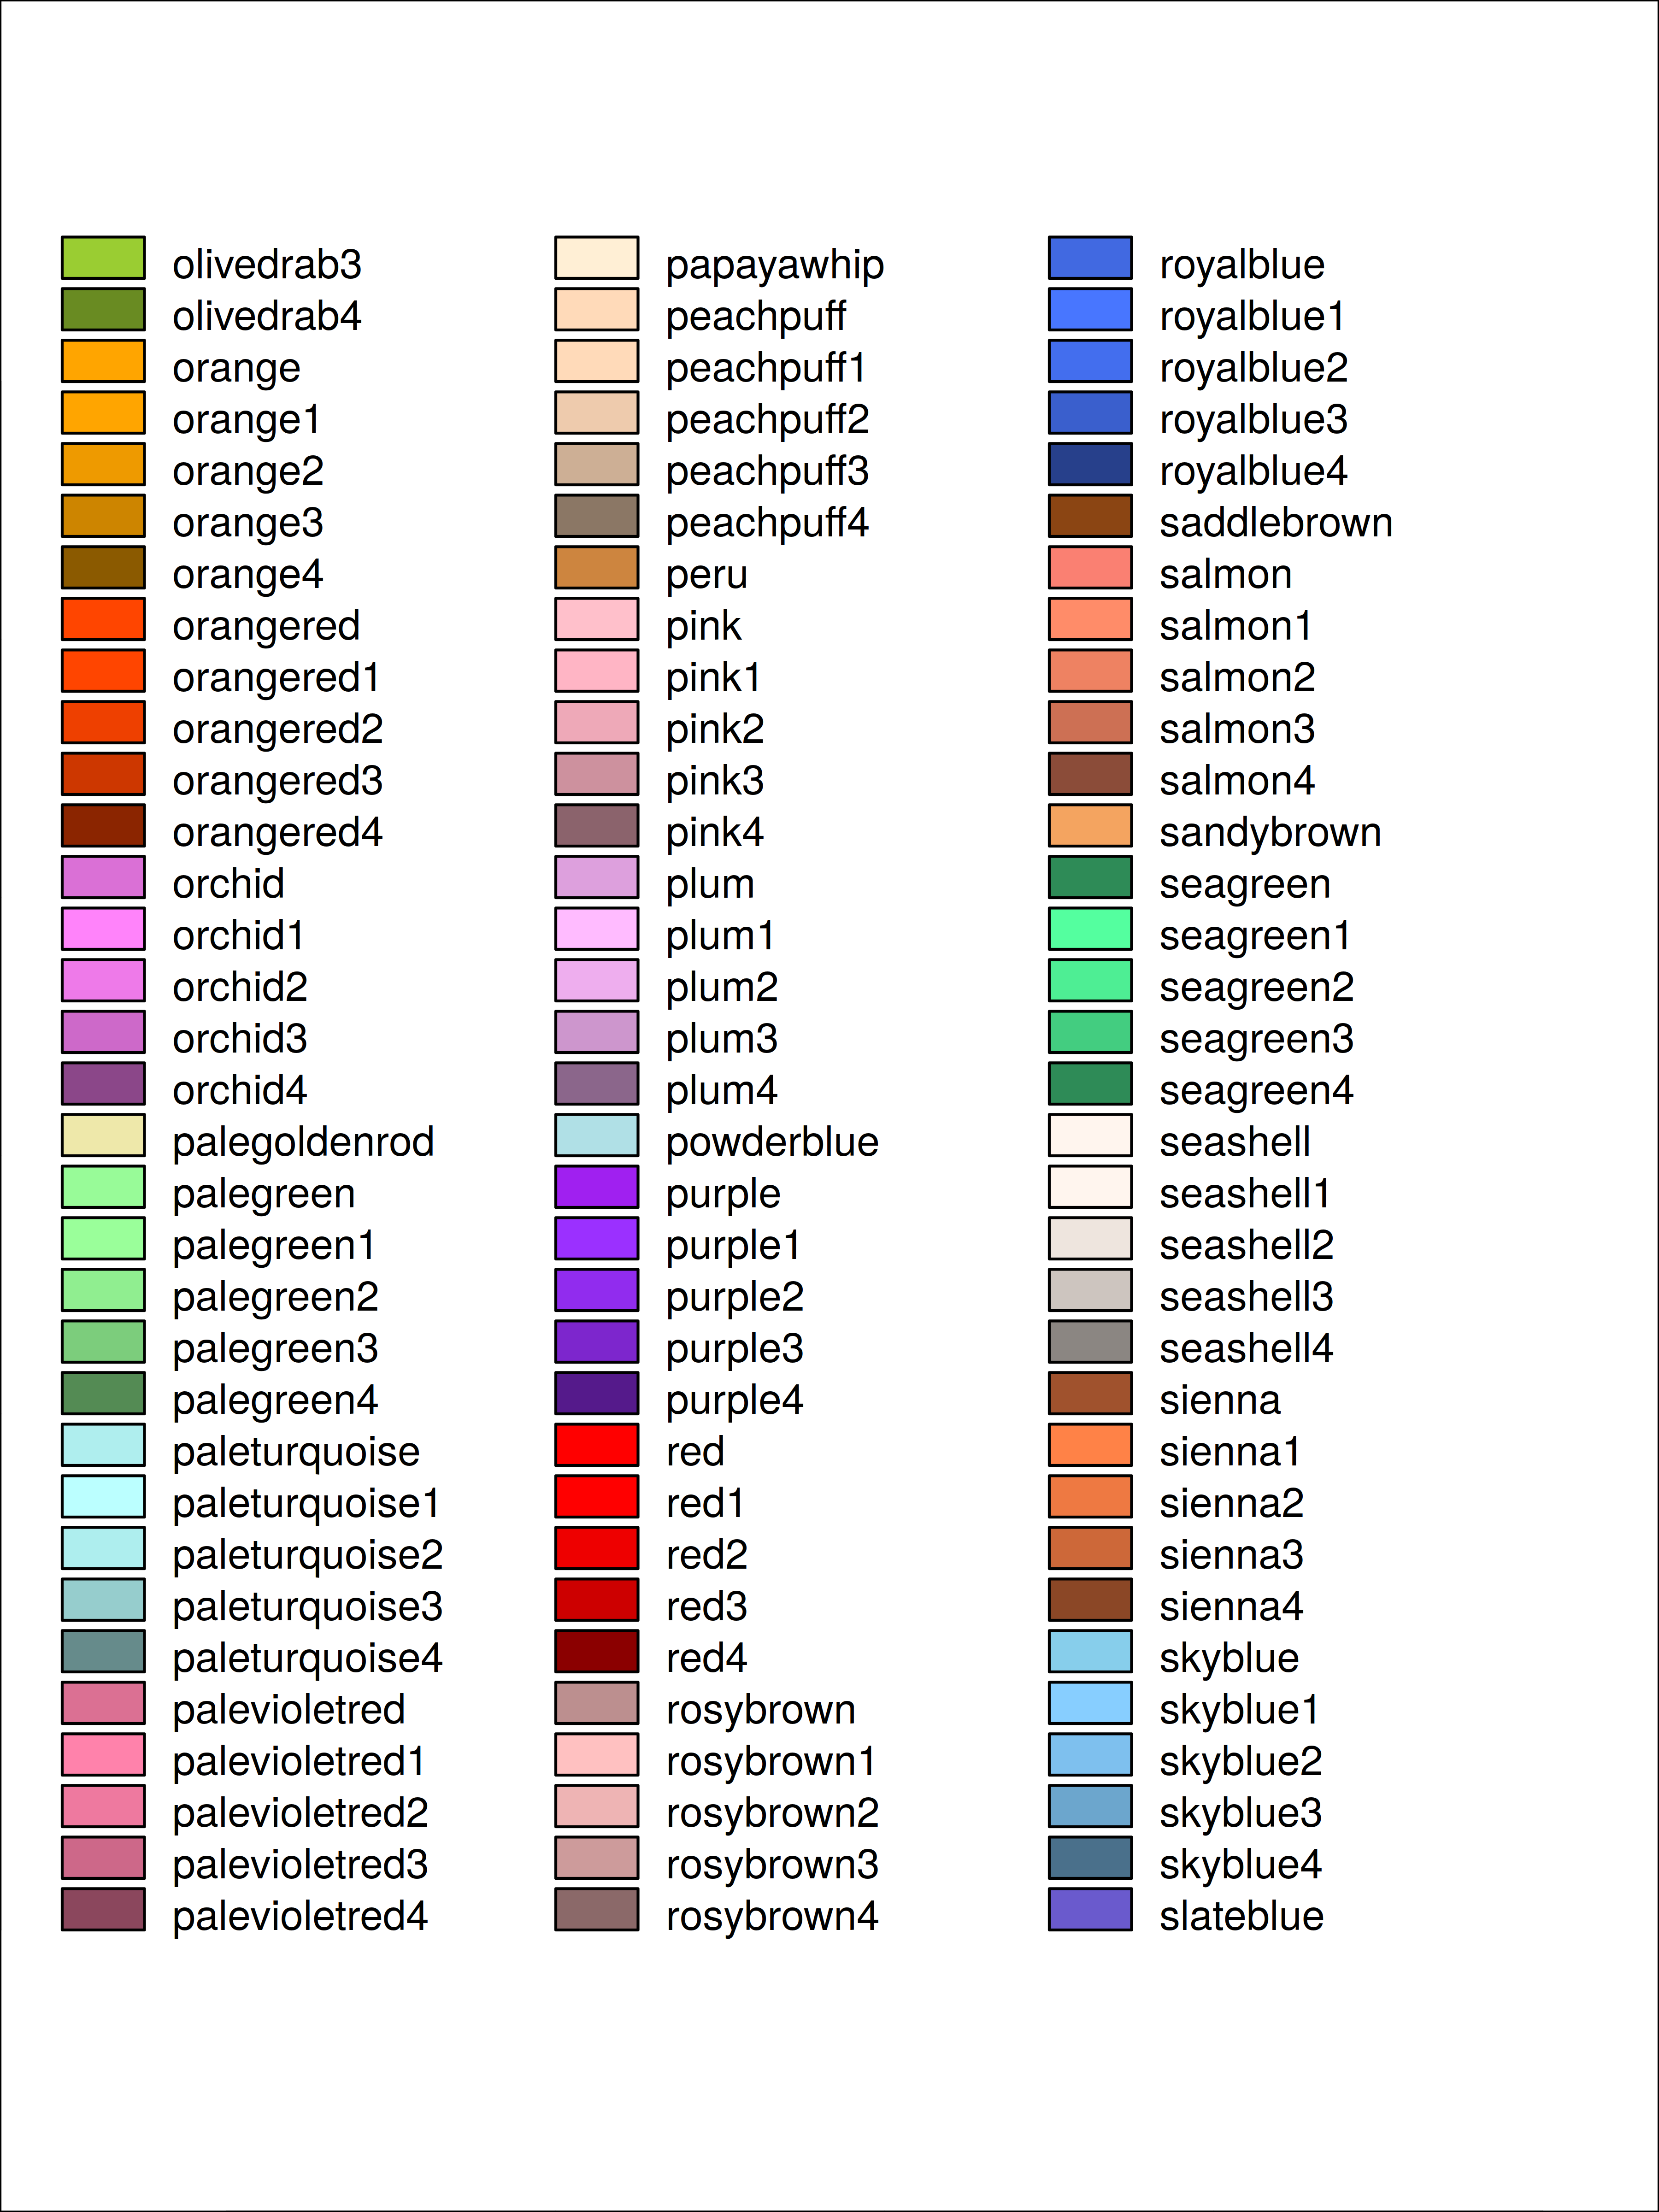 olivedrab3
olivedrab4
orange
orange1
orange2
orange3
orange4
orangered
orangered1
orangered2
orangered3
orangered4
orchid
orchid1
orchid2
orchid3
orchid4
palegoldenrod
palegreen
palegreen1
palegreen2
palegreen3
palegreen4
paleturquoise
paleturquoise1
paleturquoise2
paleturquoise3
paleturquoise4
palevioletred
palevioletred1
palevioletred2
palevioletred3
palevioletred4
papayawhip
peachpuff
peachpuff1
peachpuff2
peachpuff3
peachpuff4
peru
pink
pink1
pink2
pink3
pink4
plum
plum1
plum2
plum3
plum4
powderblue
purple
purple1
purple2
purple3
purple4
red
red1
red2
red3
red4
rosybrown
rosybrown1
rosybrown2
rosybrown3
rosybrown4
royalblue
royalblue1
royalblue2
royalblue3
royalblue4
saddlebrown
salmon
salmon1
salmon2
salmon3
salmon4
sandybrown
seagreen
seagreen1
seagreen2
seagreen3
seagreen4
seashell
seashell1
seashell2
seashell3
seashell4
sienna
sienna1
sienna2
sienna3
sienna4
skyblue
skyblue1
skyblue2
skyblue3
skyblue4
slateblue